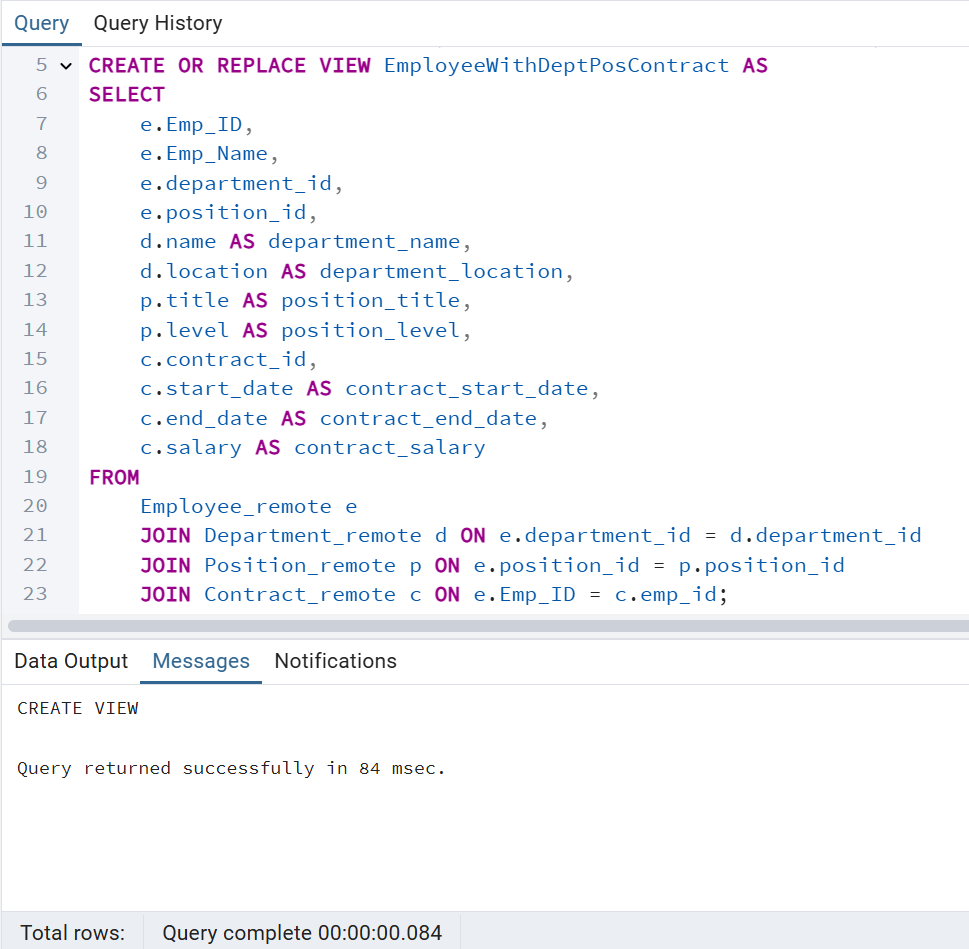 Query Query History
5 CREATE OR REPLACE VIEW EmployeeWithDeptPosContract AS
6 SELECT
7 e.Emp_ID,
8 e.Emp_Name,
9 e.department_id,
10 e.position_id,
11 d.name AS department_name,
12 d.location AS department_location,
13 p.title AS position_title,
14 p.level AS position_level,
15 c.contract_id,
16 c.start_date AS contract_start_date,
17 c.end_date AS contract_end_date,
18 c.salary AS contract_salary
19 FROM
20 Employee_remote e
21 JOIN Department_remote d ON e.department_id = d.department_id
22 JOIN Position_remote p ON e.position_id = p.position_id
23 JOIN Contract_remote c ON e.Emp_ID = c.emp_id;
Data Output Messages Notifications
CREATE VIEW
Query returned successfully in 84 msec.
Total rows: Query complete 00:00:00.084